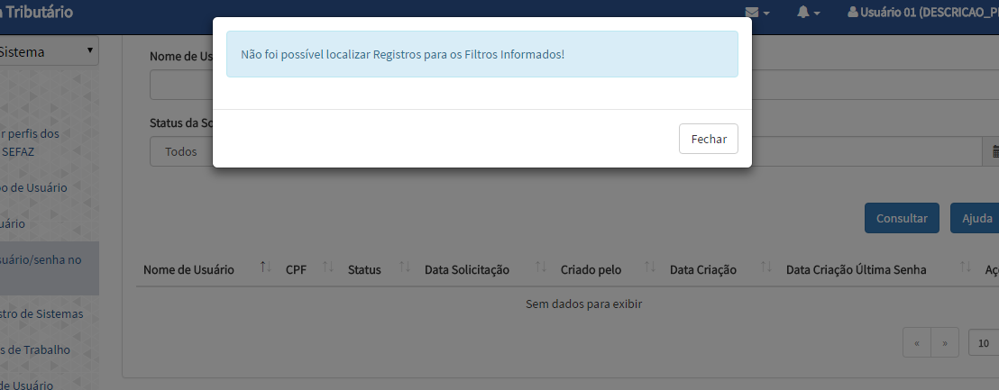 Tributário
Usuário 01 (DESCRICAO_P
Sistema
Nome de Us
Não foi possível localizar Registros para os Filtros Informados!
Status da So
Fechar
r perfis dos
SEFAZ
Todos
o de Usuário
uário
Consultar
Ajuda
suário/senha no
Nome de Usuário
CPF
Status
Data Solicitação
Criado pelo
Data Criação
Data Criação Última Senha
Açõ
Sem dados para exibir
stro de Sistemas
«
»
10
s de Trabalho
de Usuário